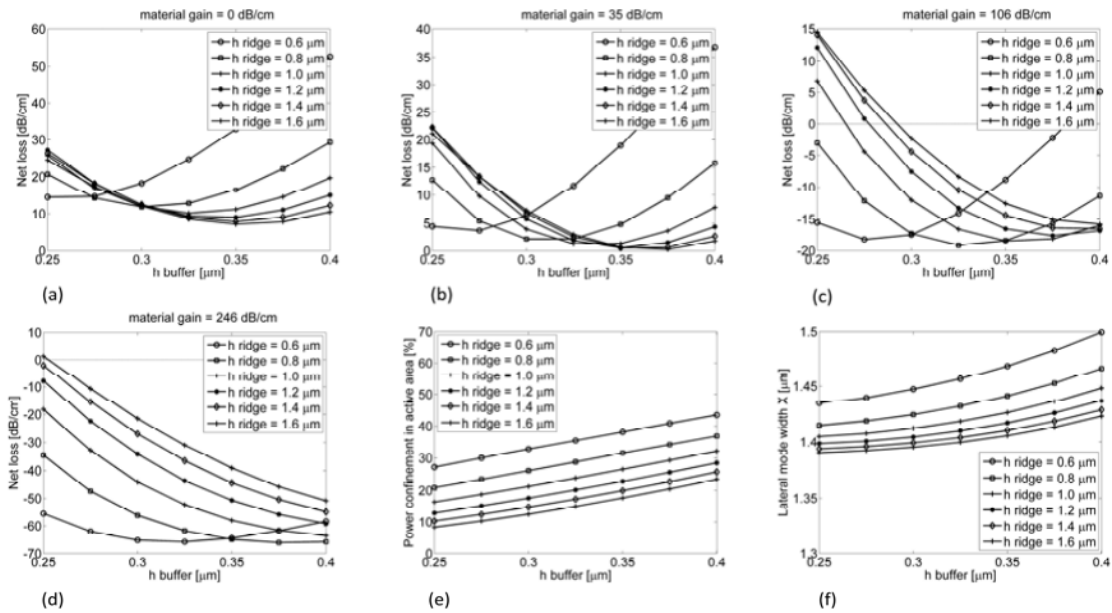 material gain = 0 dB/cm
Net loss [dB/cm]
60
50
40
30
20
10
0
h ridge = 0.6 μm
h ridge = 0.8 μm
h ridge = 1.0 μm
h ridge = 1.2 μm
h ridge = 1.4 μm
h ridge = 1.6 μm
0.25
0.3
0.35
0.4
h buffer [μm]
(a)
material gain = 35 dB/cm
Net loss [dB/cm]
40
35
30
25
20
15
10
5
0
h ridge = 0.6 μm
h ridge = 0.8 μm
h ridge = 1.0 μm
h ridge = 1.2 μm
h ridge = 1.4 μm
h ridge = 1.6 μm
0.25
0.3
0.35
0.4
h buffer [μm]
(b)
material gain = 106 dB/cm
Net loss [dB/cm]
15
10
5
0
-5
-10
-15
-20
h ridge = 0.6 μm
h ridge = 0.8 μm
h ridge = 1.0 μm
h ridge = 1.2 μm
h ridge = 1.4 μm
h ridge = 1.6 μm
0.25
0.3
0.35
0.4
h buffer [μm]
(c)
material gain = 246 dB/cm
Net loss [dB/cm]
10
0
-10
-20
-30
-40
-50
-60
-70
h ridge = 0.6 μm
h ridge = 0.8 μm
h ridge = 1.0 μm
h ridge = 1.2 μm
h ridge = 1.4 μm
h ridge = 1.6 μm
0.25
0.3
0.35
0.4
h buffer [μm]
(d)
Power confinement in active area [%]
70
60
50
40
30
20
10
0
h ridge = 0.6 μm
h ridge = 0.8 μm
h ridge = 1.0 μm
h ridge = 1.2 μm
h ridge = 1.4 μm
h ridge = 1.6 μm
0.25
0.3
0.35
0.4
h buffer [μm]
(e)
Lateral mode width X [μm]
1.5
1.45
1.4
1.35
1.3
h ridge = 0.6 μm
h ridge = 0.8 μm
h ridge = 1.0 μm
h ridge = 1.2 μm
h ridge = 1.4 μm
h ridge = 1.6 μm
0.25
0.3
0.35
0.4
h buffer [μm]
(f)